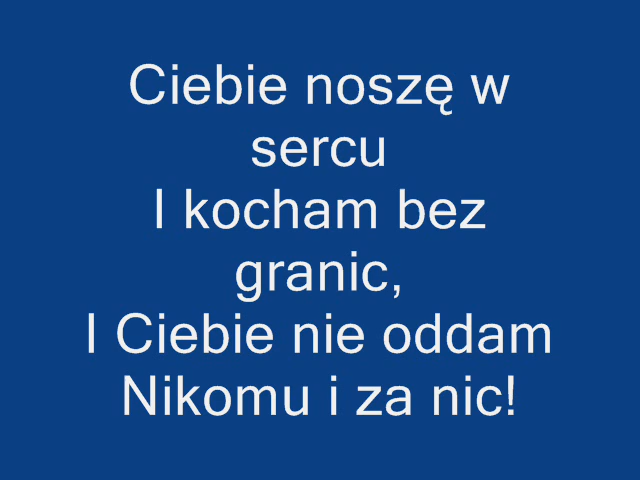 Ciebie noszę w
sercu
I kocham bez
granic,
I Ciebie nie oddam
Nikomu i za nic!